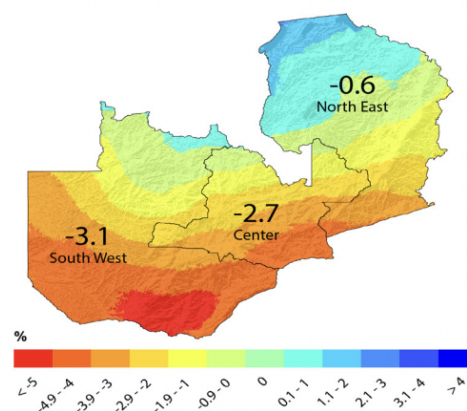 -0.6
North East
-2.7
Center
-3.1
South West
%
< -5
-4.9 - -4
-3.9 - -3
-2.9 - -2
-1.9 - -1
-0.9 - 0
0
0.1 - 1
1.1 - 2
2.1 - 3
3.1 - 4
> 4